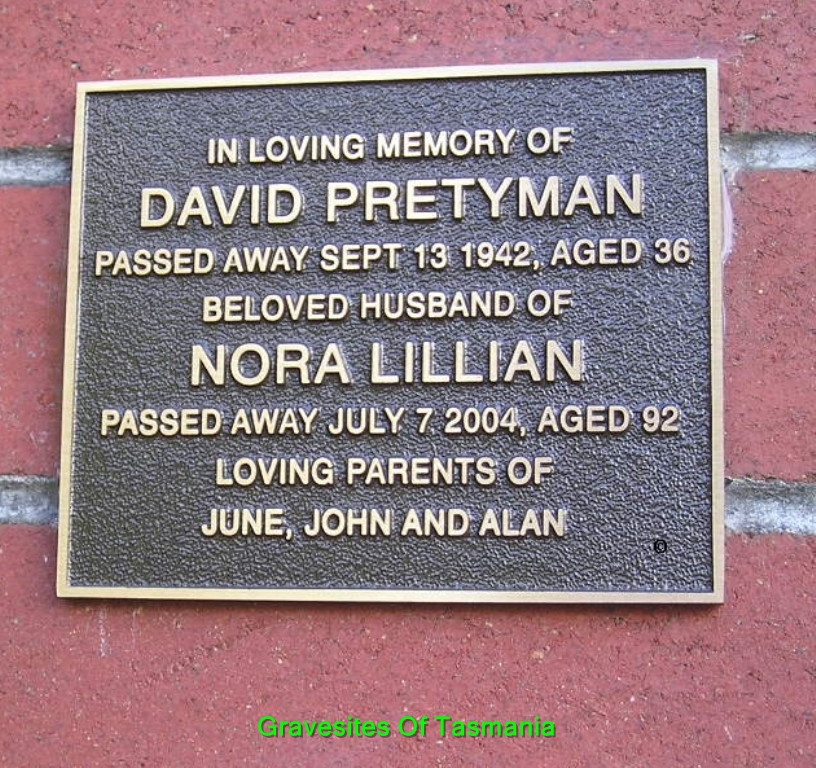 IN LOVING MEMORY OF
DAVID PRETYMAN
PASSED AWAY SEPT 13 1942, AGED 36
BELOVED HUSBAND OF
NORA LILLIAN
PASSED AWAY JULY 7 2004, AGED 92
LOVING PARENTS OF
JUNE, JOHN AND ALAN
©
Gravesites Of Tasmania